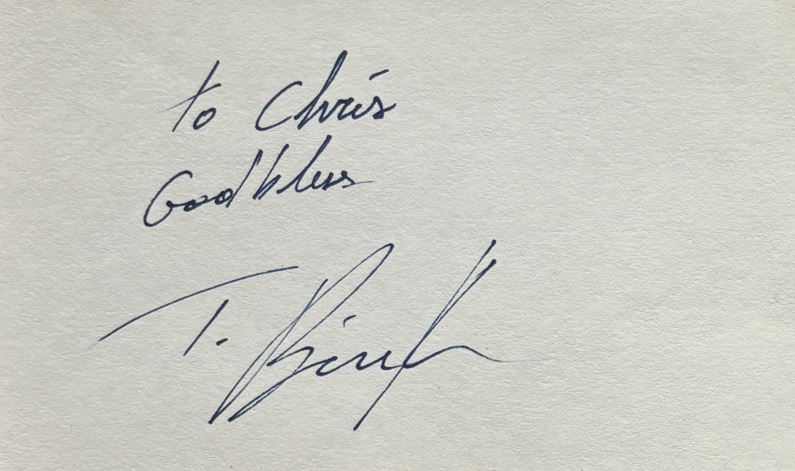 to Chris
God bless
T.